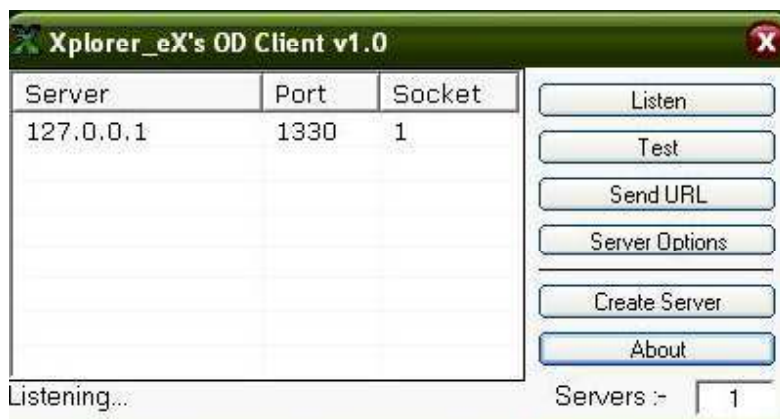 Xplorer_eX's OD Client v1.0
Server Port Socket
127.0.0.1 1330 1
Listen
Test
Send URL
Server Options
Create Server
About
Listening...
Servers :- 1